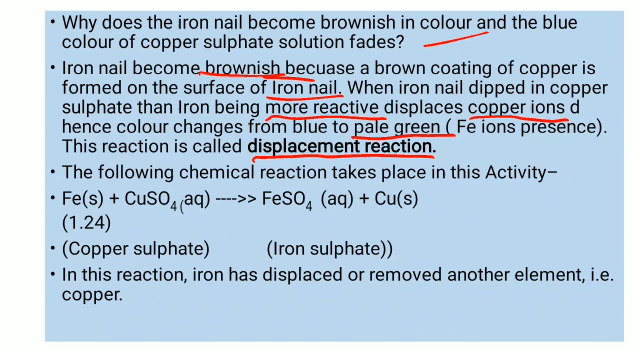 • Why does the iron nail become brownish in colour and the blue
colour of copper sulphate solution fades?
• Iron nail become brownish becuase a brown coating of copper is
formed on the surface of Iron nail. When iron nail dipped in copper
sulphate than Iron being more reactive displaces copper ions d
hence colour changes from blue to pale green ( Fe ions presence).
This reaction is called displacement reaction.
• The following chemical reaction takes place in this Activity–
• Fe(s) + CuSO₄₍aq) ---->> FeSO₄ (aq) + Cu(s)
(1.24)
• (Copper sulphate) (Iron sulphate))
• In this reaction, iron has displaced or removed another element, i.e.
copper.